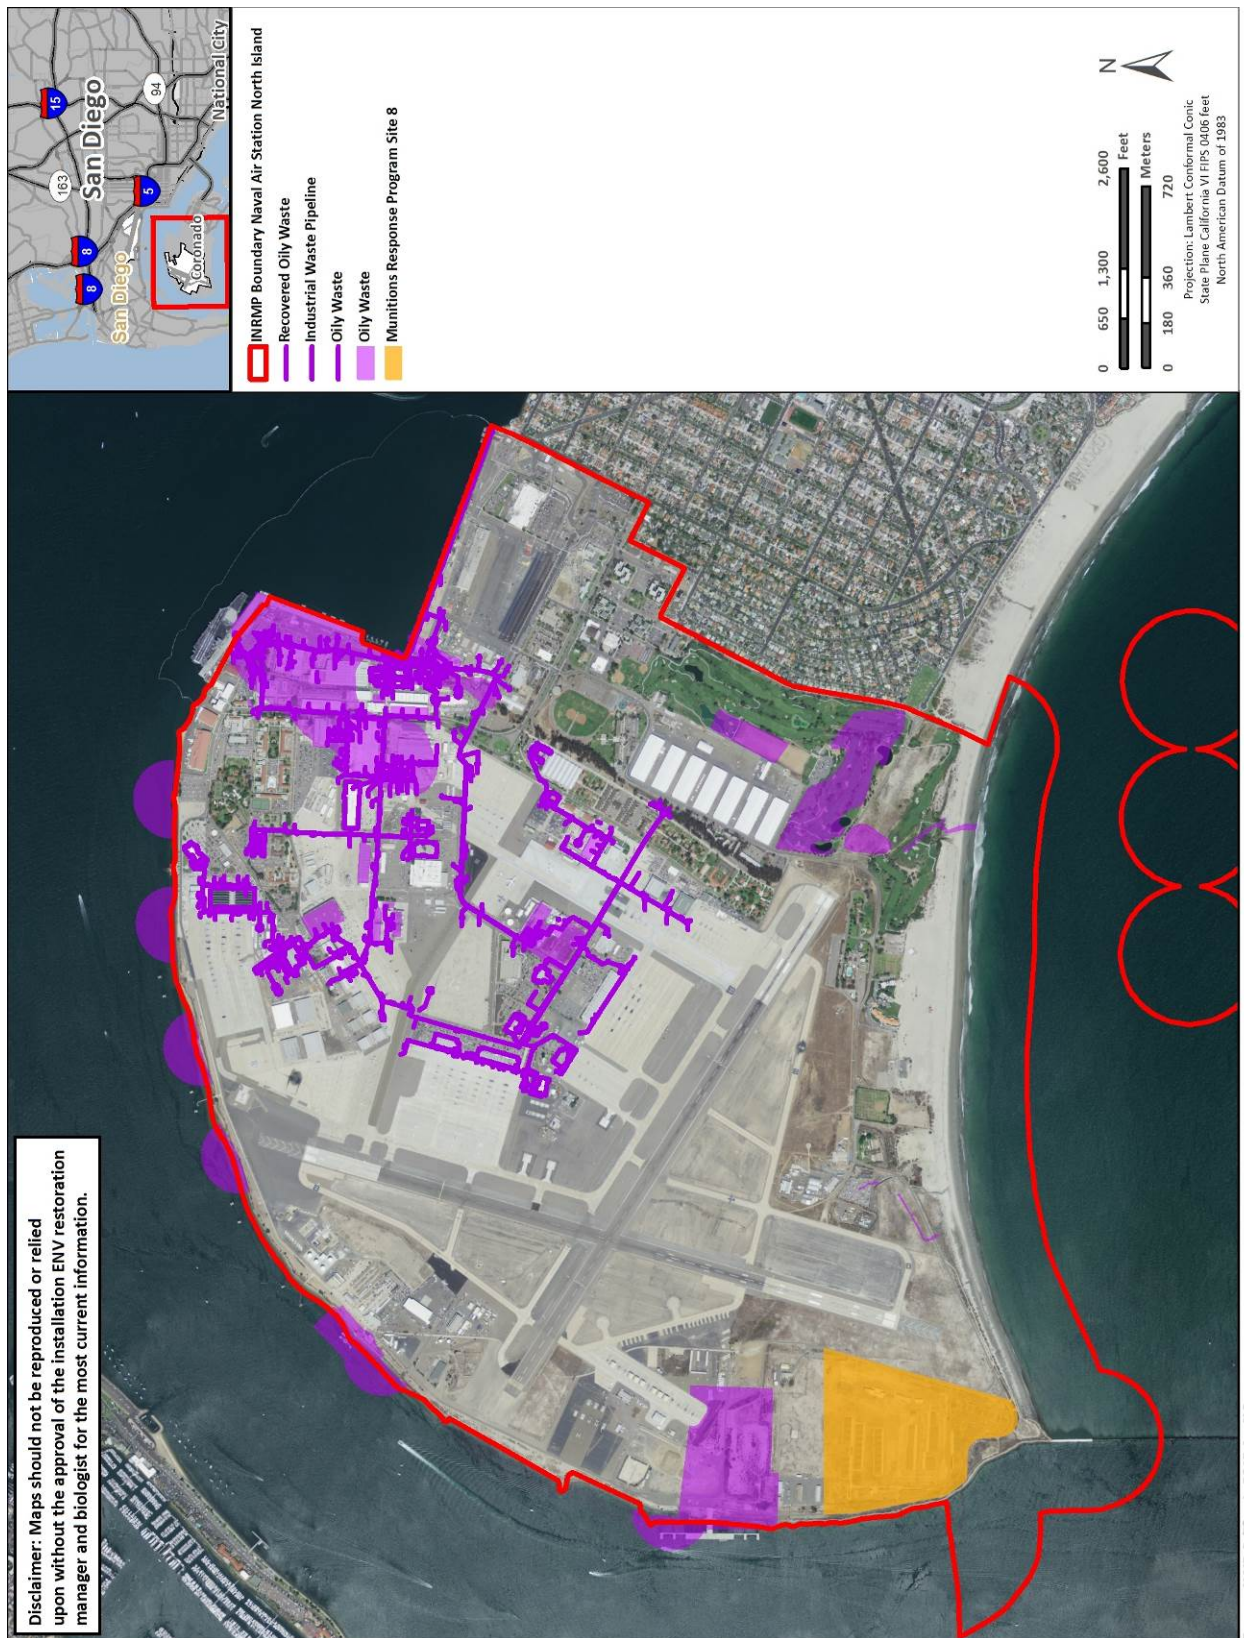 Disclaimer: Maps should not be reproduced or relied
upon without the approval of the installation ENV restoration
manager and biologist for the most current information.
15
San Diego
94
National City
163
5
8
8
San Diego
Coronado
INRMP Boundary Naval Air Station North Island
Recovered Oily Waste
Industrial Waste Pipeline
Oily Waste
Oily Waste
Munitions Response Program Site 8
N
0 650 1,300 2,600
Feet
Meters
0 180 360 720
Projection: Lambert Conformal Conic
State Plane California VI FIPS 0406 feet
North American Datum of 1983